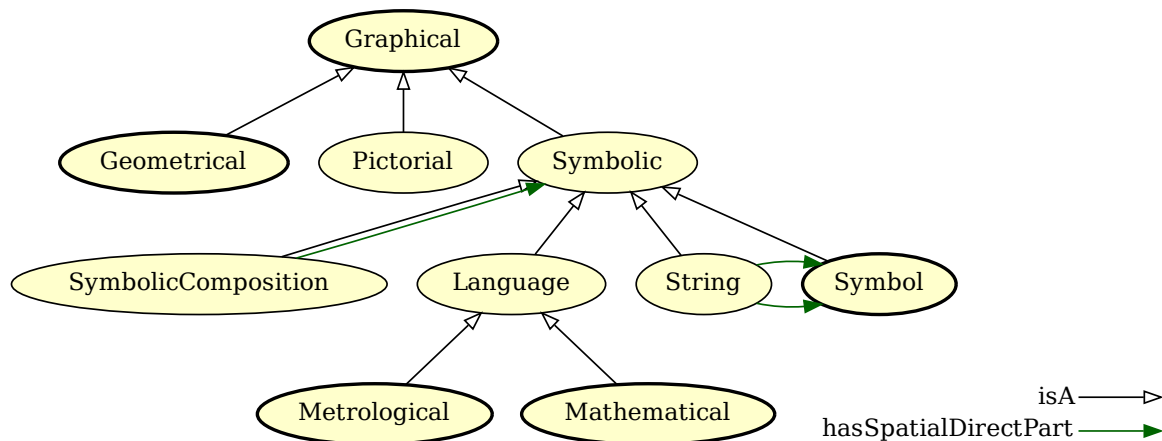 Graphical
Geometrical
Pictorial
Symbolic
SymbolicComposition
Language
String
Symbol
Metrological
Mathematical
isA
hasSpatialDirectPart